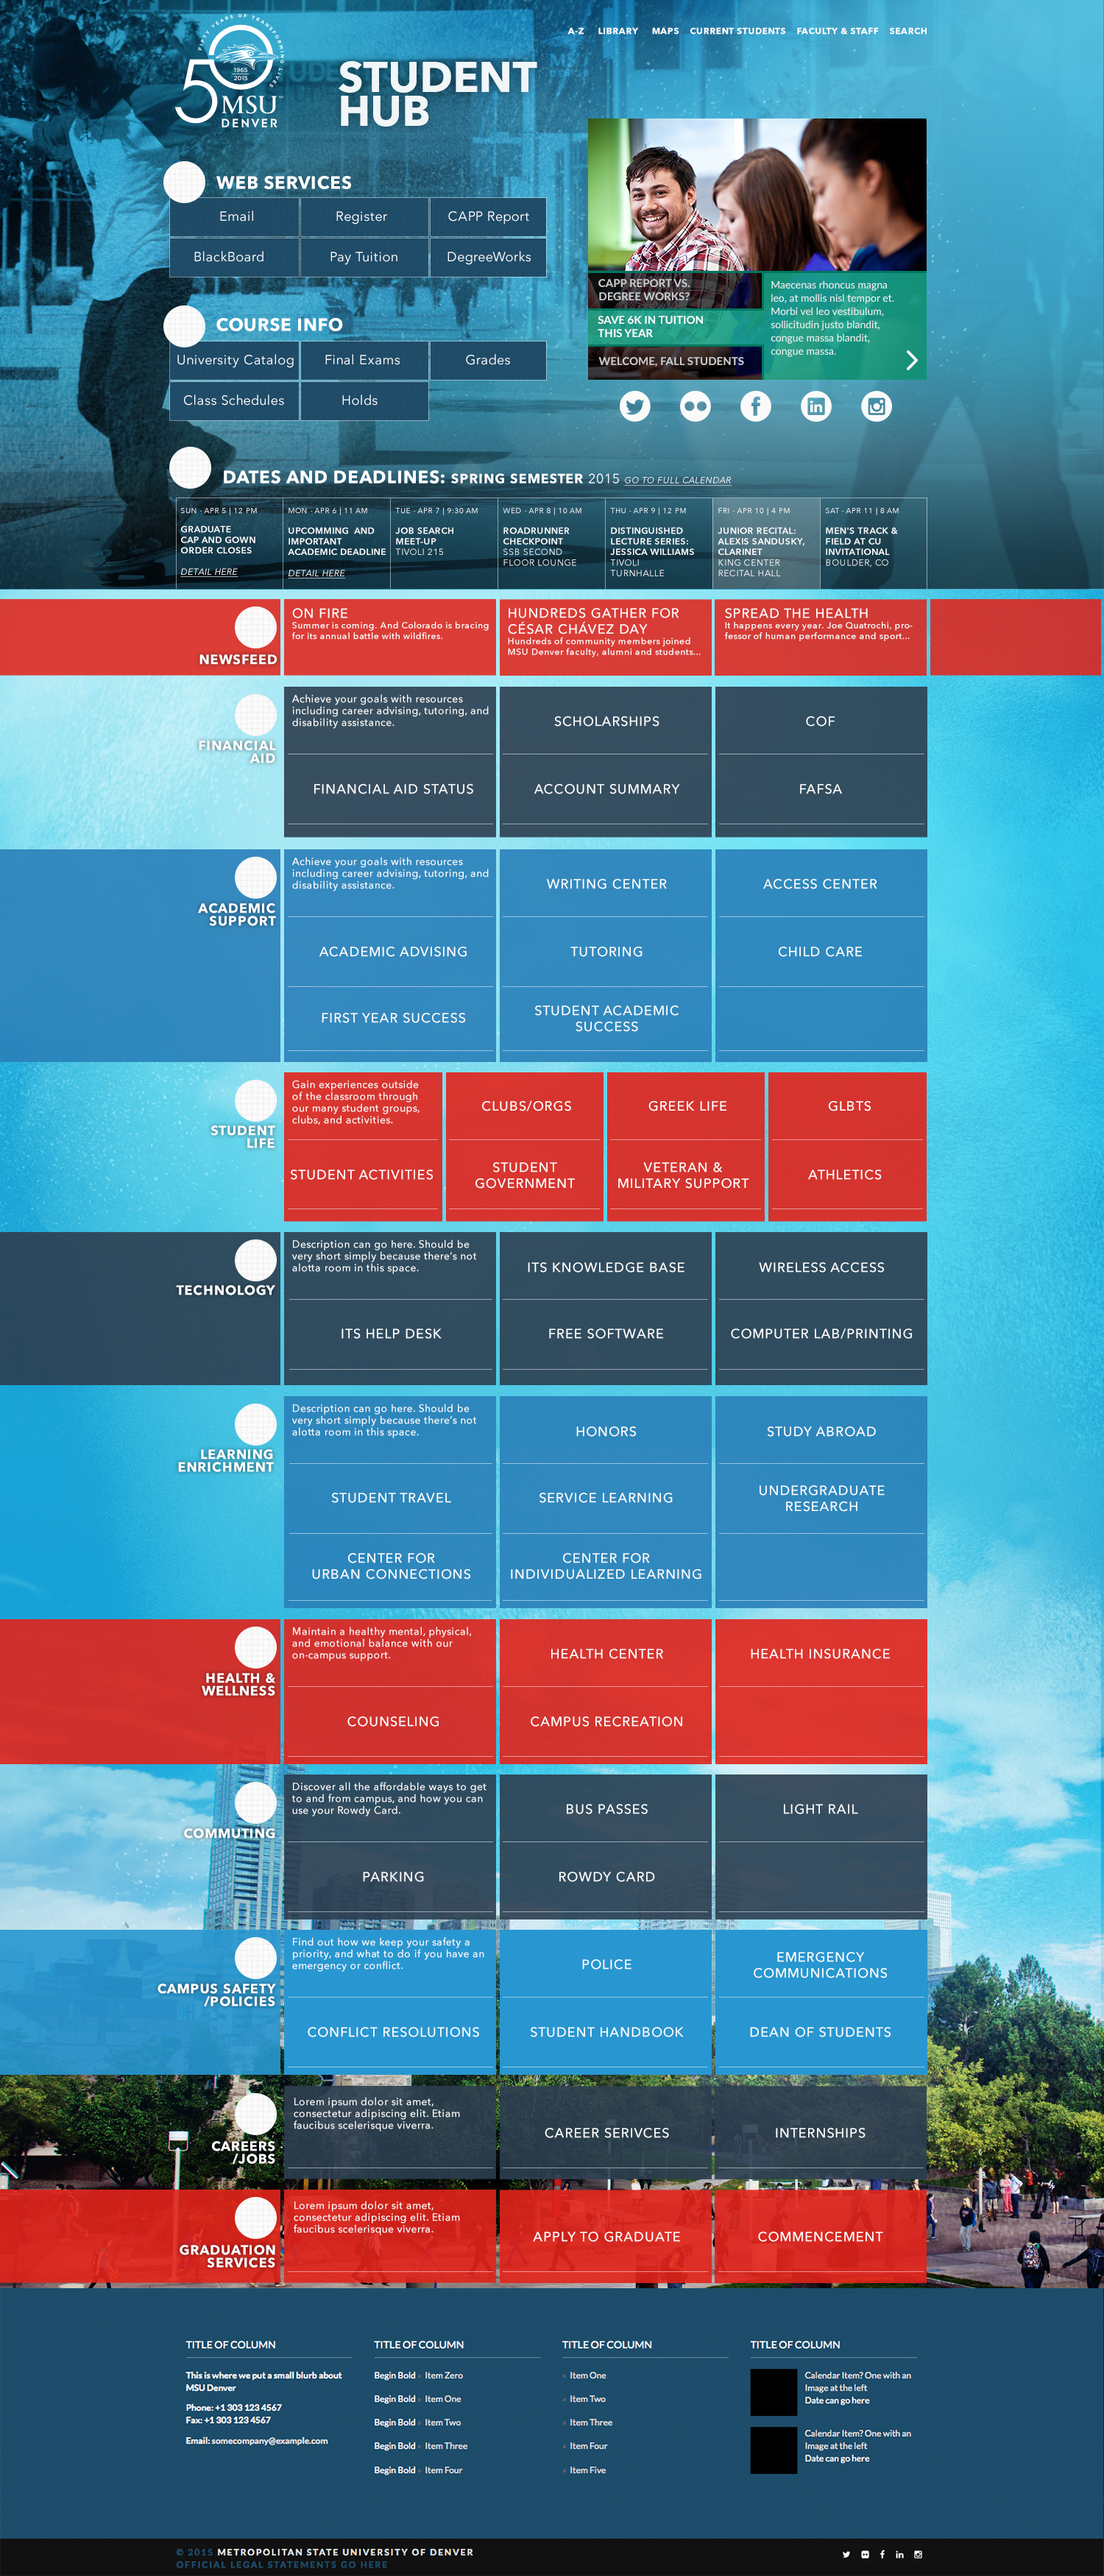 FIFTY YEARS OF TRANSFORMING LIVES
1965
2015
50
MSU
DENVER
A-Z LIBRARY MAPS CURRENT STUDENTS FACULTY & STAFF SEARCH
STUDENT
HUB
WEB SERVICES
Email Register CAPP Report
BlackBoard Pay Tuition DegreeWorks
COURSE INFO
University Catalog Final Exams Grades
Class Schedules Holds
CAPP REPORT VS.
DEGREE WORKS?
SAVE 6K IN TUITION
THIS YEAR
WELCOME, FALL STUDENTS
Maecenas rhoncus magna
leo, at mollis nisl tempor et.
Morbi vel leo vestibulum,
sollicitudin justo blandit,
congue massa blandit,
congue massa.
DATES AND DEADLINES: SPRING SEMESTER 2015 GO TO FULL CALENDAR
SUN - APR 5 | 12 PM
GRADUATE
CAP AND GOWN
ORDER CLOSES
DETAIL HERE
MON - APR 6 | 11 AM
UPCOMMING AND
IMPORTANT
ACADEMIC DEADLINE
DETAIL HERE
TUE - APR 7 | 9:30 AM
JOB SEARCH
MEET-UP
TIVOLI 215
WED - APR 8 | 10 AM
ROADRUNNER
CHECKPOINT
SSB SECOND
FLOOR LOUNGE
THU - APR 9 | 12 PM
DISTINGUISHED
LECTURE SERIES:
JESSICA WILLIAMS
TIVOLI
TURNHALLE
FRI - APR 10 | 4 PM
JUNIOR RECITAL:
ALEXIS SANDUSKY,
CLARINET
KING CENTER
RECITAL HALL
SAT - APR 11 | 8 AM
MEN'S TRACK &
FIELD AT CU
INVITATIONAL
BOULDER, CO
NEWSFEED
ON FIRE
Summer is coming. And Colorado is bracing
for its annual battle with wildfires.
HUNDREDS GATHER FOR
CÉSAR CHÁVEZ DAY
Hundreds of community members joined
MSU Denver faculty, alumni and students...
SPREAD THE HEALTH
It happens every year. Joe Quatrochi, pro-
fessor of human performance and sport...
FINANCIAL
AID
Achieve your goals with resources
including career advising, tutoring, and
disability assistance.
SCHOLARSHIPS COF
FINANCIAL AID STATUS ACCOUNT SUMMARY FAFSA
ACADEMIC
SUPPORT
Achieve your goals with resources
including career advising, tutoring, and
disability assistance.
WRITING CENTER ACCESS CENTER
ACADEMIC ADVISING TUTORING CHILD CARE
FIRST YEAR SUCCESS
STUDENT ACADEMIC
SUCCESS
STUDENT
LIFE
Gain experiences outside
of the classroom through
our many student groups,
clubs, and activities.
CLUBS/ORGS GREEK LIFE GLBTS
STUDENT ACTIVITIES
STUDENT
GOVERNMENT
VETERAN &
MILITARY SUPPORT
ATHLETICS
TECHNOLOGY
Description can go here. Should be
very short simply because there's not
alotta room in this space.
ITS KNOWLEDGE BASE WIRELESS ACCESS
ITS HELP DESK FREE SOFTWARE COMPUTER LAB/PRINTING
LEARNING
ENRICHMENT
Description can go here. Should be
very short simply because there's not
alotta room in this space.
HONORS STUDY ABROAD
STUDENT TRAVEL SERVICE LEARNING
UNDERGRADUATE
RESEARCH
CENTER FOR
URBAN CONNECTIONS
CENTER FOR
INDIVIDUALIZED LEARNING
HEALTH &
WELLNESS
Maintain a healthy mental, physical,
and emotional balance with our
on-campus support.
HEALTH CENTER HEALTH INSURANCE
COUNSELING CAMPUS RECREATION
COMMUTING
Discover all the affordable ways to get
to and from campus, and how you can
use your Rowdy Card.
BUS PASSES LIGHT RAIL
PARKING ROWDY CARD
CAMPUS SAFETY
/POLICIES
Find out how we keep your safety a
priority, and what to do if you have an
emergency or conflict.
POLICE
EMERGENCY
COMMUNICATIONS
CONFLICT RESOLUTIONS STUDENT HANDBOOK DEAN OF STUDENTS
CAREERS
/JOBS
Lorem ipsum dolor sit amet,
consectetur adipiscing elit. Etiam
faucibus scelerisque viverra.
CAREER SERIVCES INTERNSHIPS
GRADUATION
SERVICES
Lorem ipsum dolor sit amet,
consectetur adipiscing elit. Etiam
faucibus scelerisque viverra.
APPLY TO GRADUATE COMMENCEMENT
TITLE OF COLUMN
This is where we put a small blurb about
MSU Denver
Phone: +1 303 123 4567
Fax: +1 303 123 4567
Email: somecompany@example.com
TITLE OF COLUMN
Begin Bold » Item Zero
Begin Bold » Item One
Begin Bold » Item Two
Begin Bold » Item Three
Begin Bold » Item Four
TITLE OF COLUMN
» Item One
» Item Two
» Item Three
» Item Four
» Item Five
TITLE OF COLUMN
Calendar Item? One with an
Image at the left
Date can go here
Calendar Item? One with an
Image at the left
Date can go here
© 2015 METROPOLITAN STATE UNIVERSITY OF DENVER
OFFICIAL LEGAL STATEMENTS GO HERE